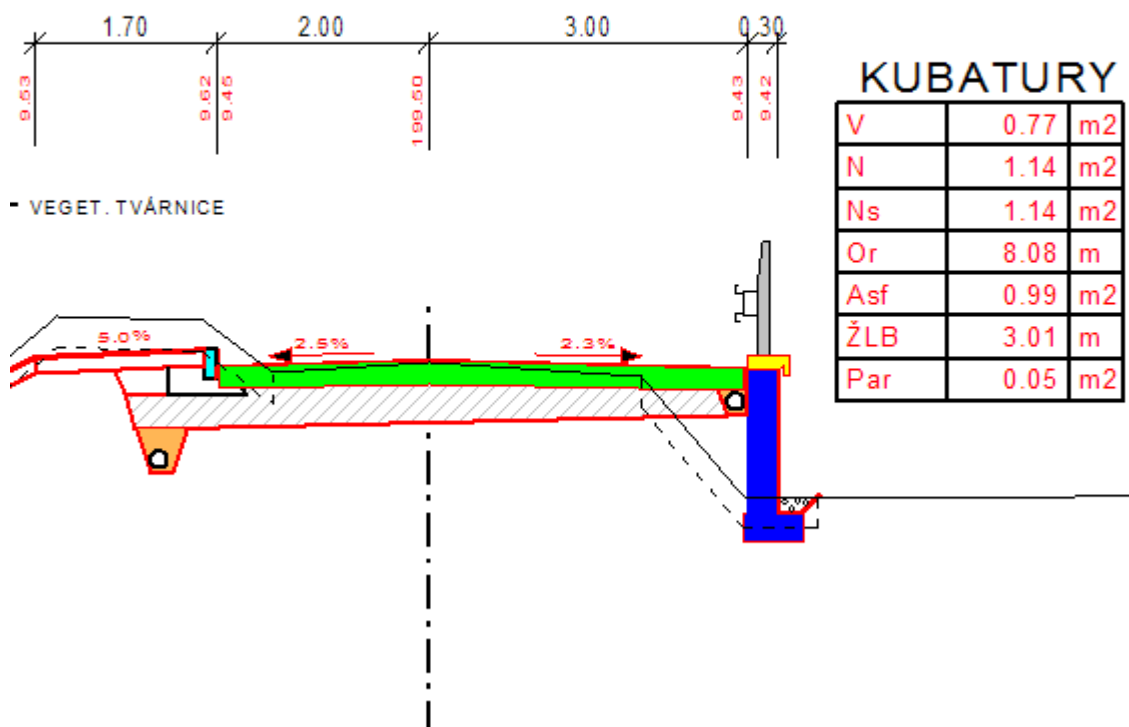 1.70 2.00 3.00 0.30
9.53 9.62 9.45 199.50 9.43 9.42
KUBATURY
V 0.77 m2
N 1.14 m2
Ns 1.14 m2
Or 8.08 m
Asf 0.99 m2
ŽLB 3.01 m
Par 0.05 m2
- VEGET. TVÁRNICE
5.0% 2.5% 2.3%